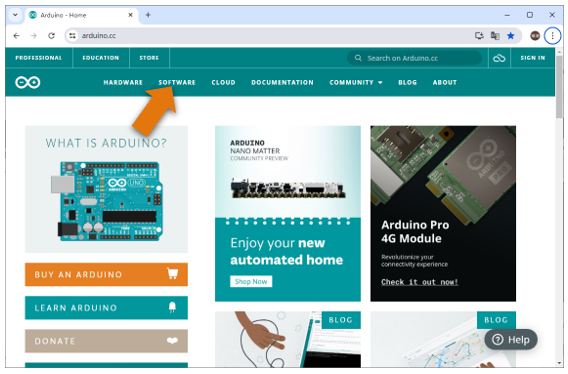 Arduino - Home
arduino.cc
PROFESSIONAL
EDUCATION
STORE
Search on Arduino.cc
SIGN IN
HARDWARE
SOFTWARE
CLOUD
DOCUMENTATION
COMMUNITY
BLOG
ABOUT
WHAT IS ARDUINO?
UNO
BUY AN ARDUINO
LEARN ARDUINO
DONATE
ARDUINO
NANO MATTER
COMMUNITY PREVIEW
Enjoy your new
automated home
Shop Now
Arduino Pro
4G Module
Revolutionize your
connectivity experience
Check it out now!
BLOG
BLOG
Help